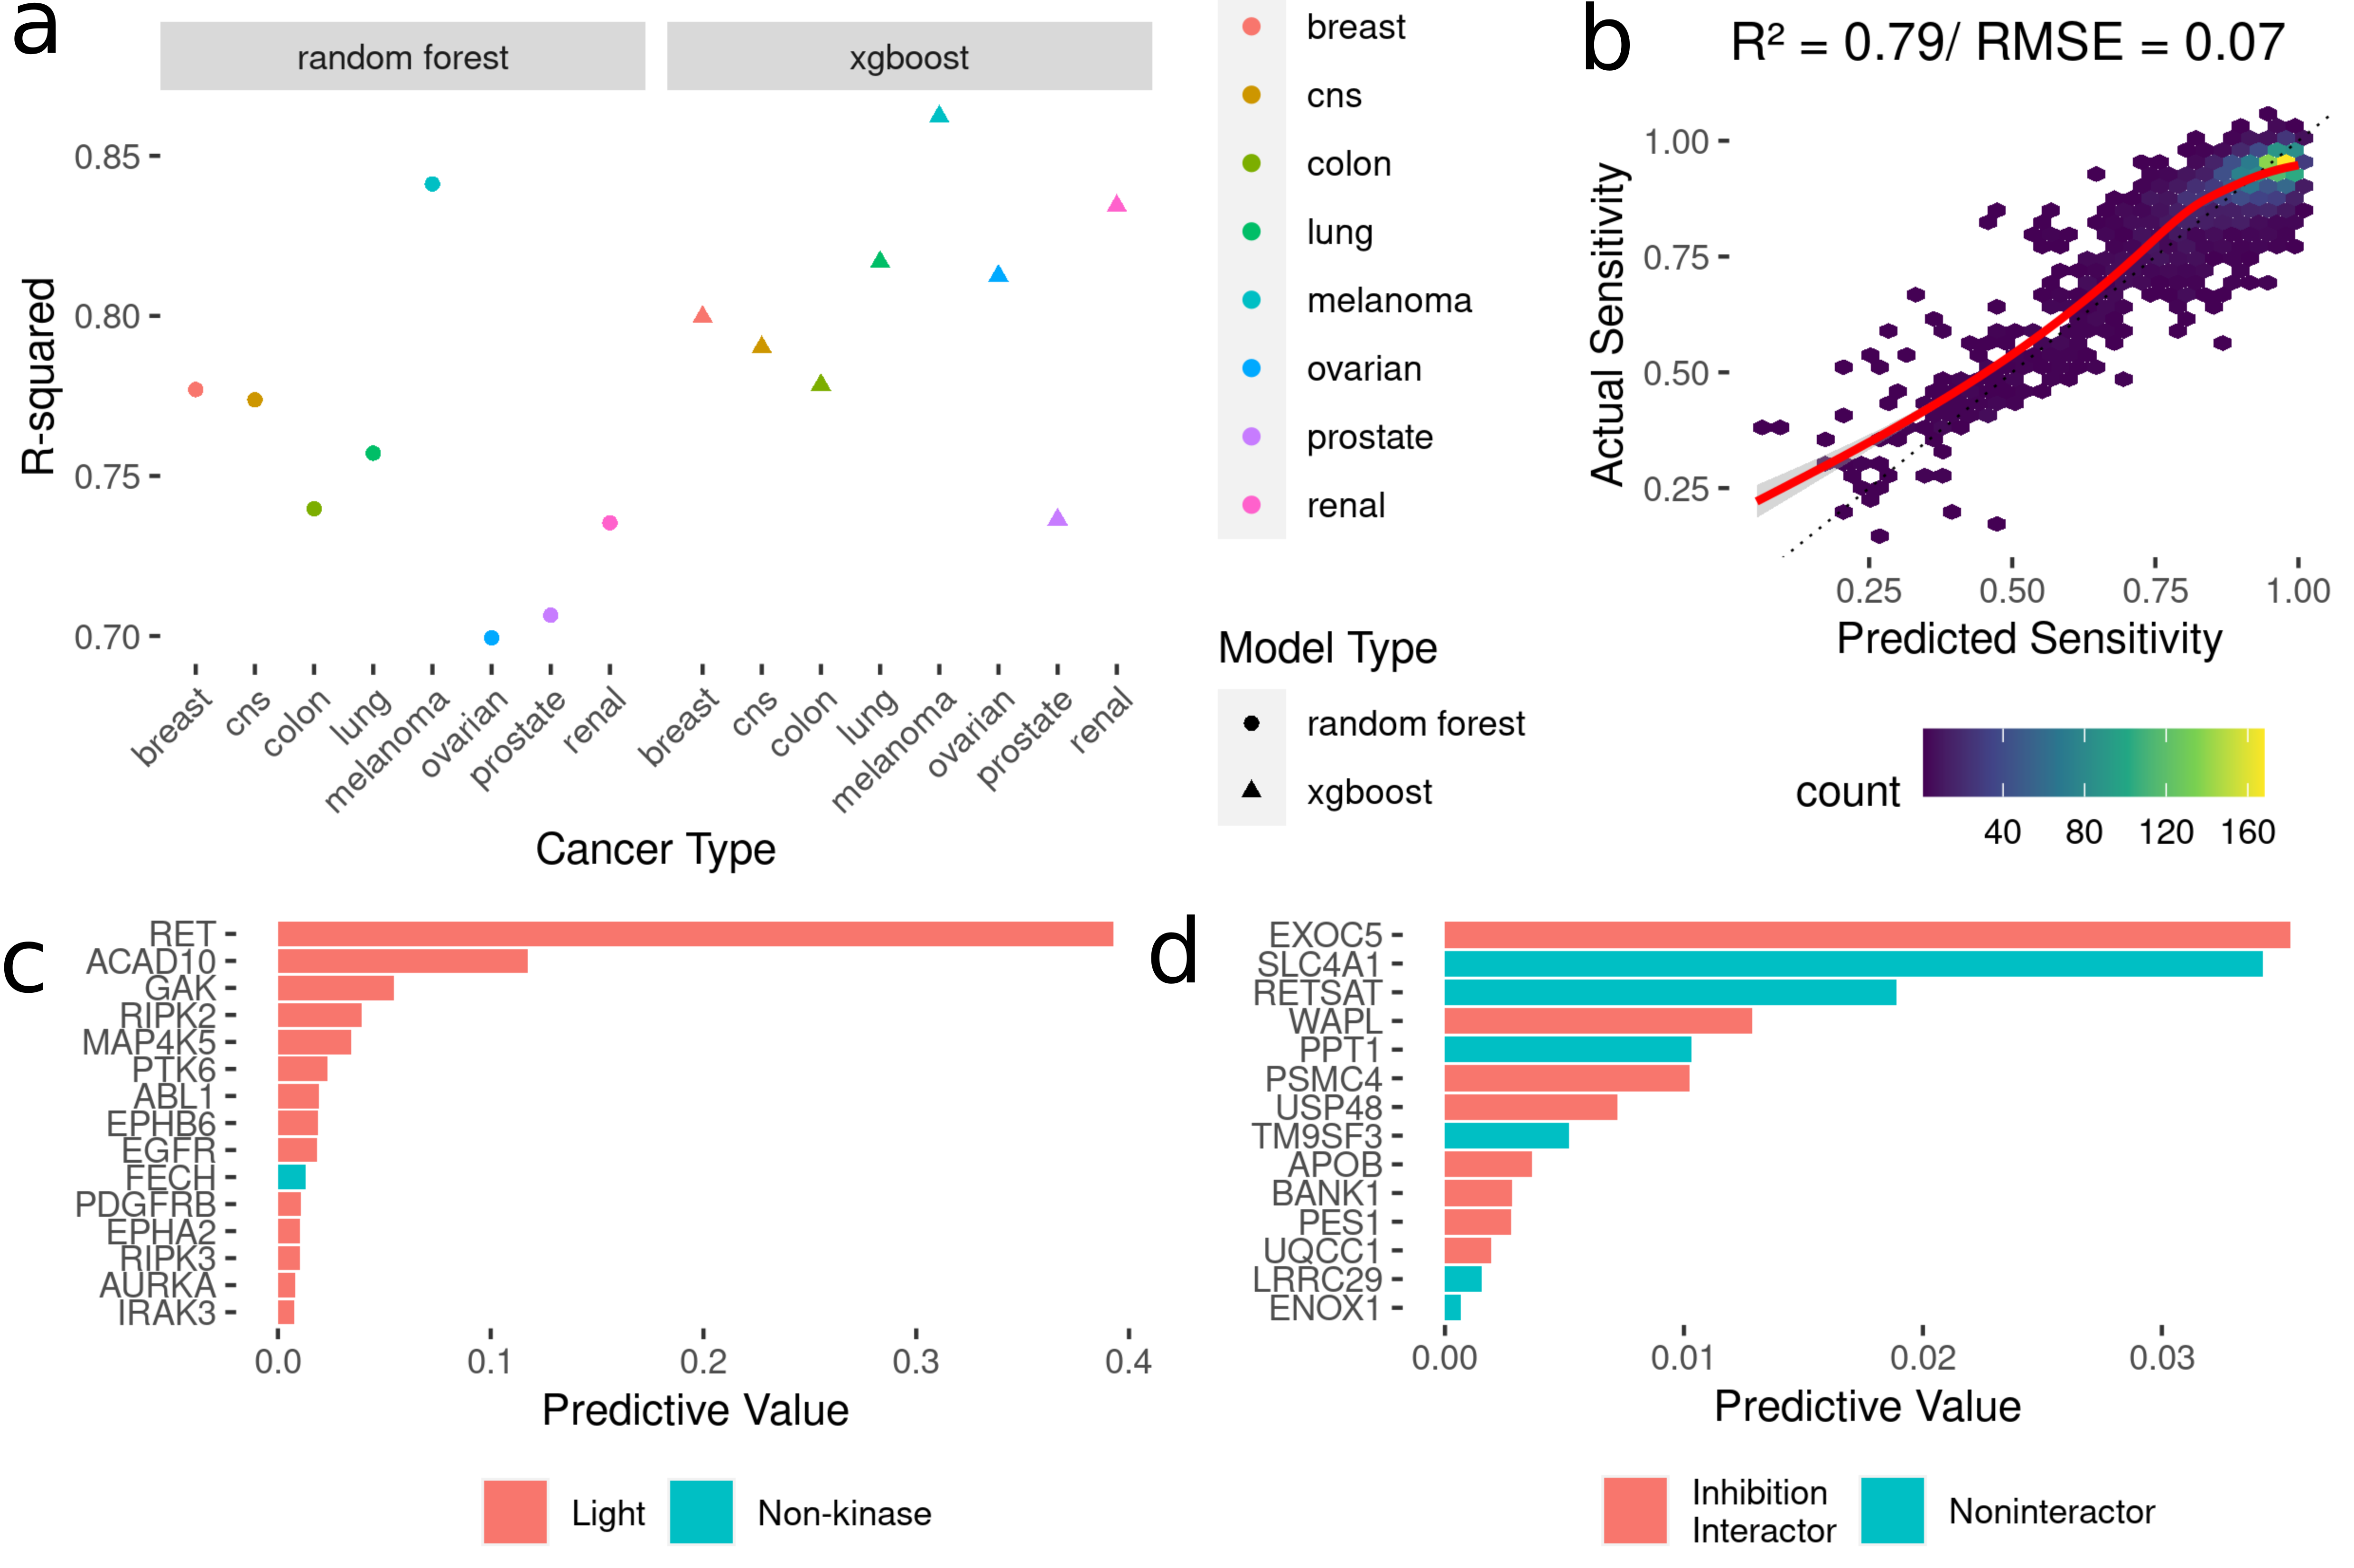 a
random forest
xgboost
0.85
0.80
0.75
0.70
R-squared
breast
cns
colon
lung
melanoma
ovarian
prostate
renal
breast
cns
colon
lung
melanoma
ovarian
prostate
renal
Cancer Type
breast
cns
colon
lung
melanoma
ovarian
prostate
renal
Model Type
random forest
xgboost
b
R² = 0.79/ RMSE = 0.07
1.00
0.75
0.50
0.25
Actual Sensitivity
0.25
0.50
0.75
1.00
Predicted Sensitivity
count
40
80
120
160
c
RET
ACAD10
GAK
RIPK2
MAP4K5
PTK6
ABL1
EPHB6
EGFR
FECH
PDGFRB
EPHA2
RIPK3
AURKA
IRAK3
0.0
0.1
0.2
0.3
0.4
Predictive Value
Light
Non-kinase
d
EXOC5
SLC4A1
RETSAT
WAPL
PPT1
PSMC4
USP48
TM9SF3
APOB
BANK1
PES1
UQCC1
LRRC29
ENOX1
0.00
0.01
0.02
0.03
Predictive Value
Inhibition
Interactor
Noninteractor